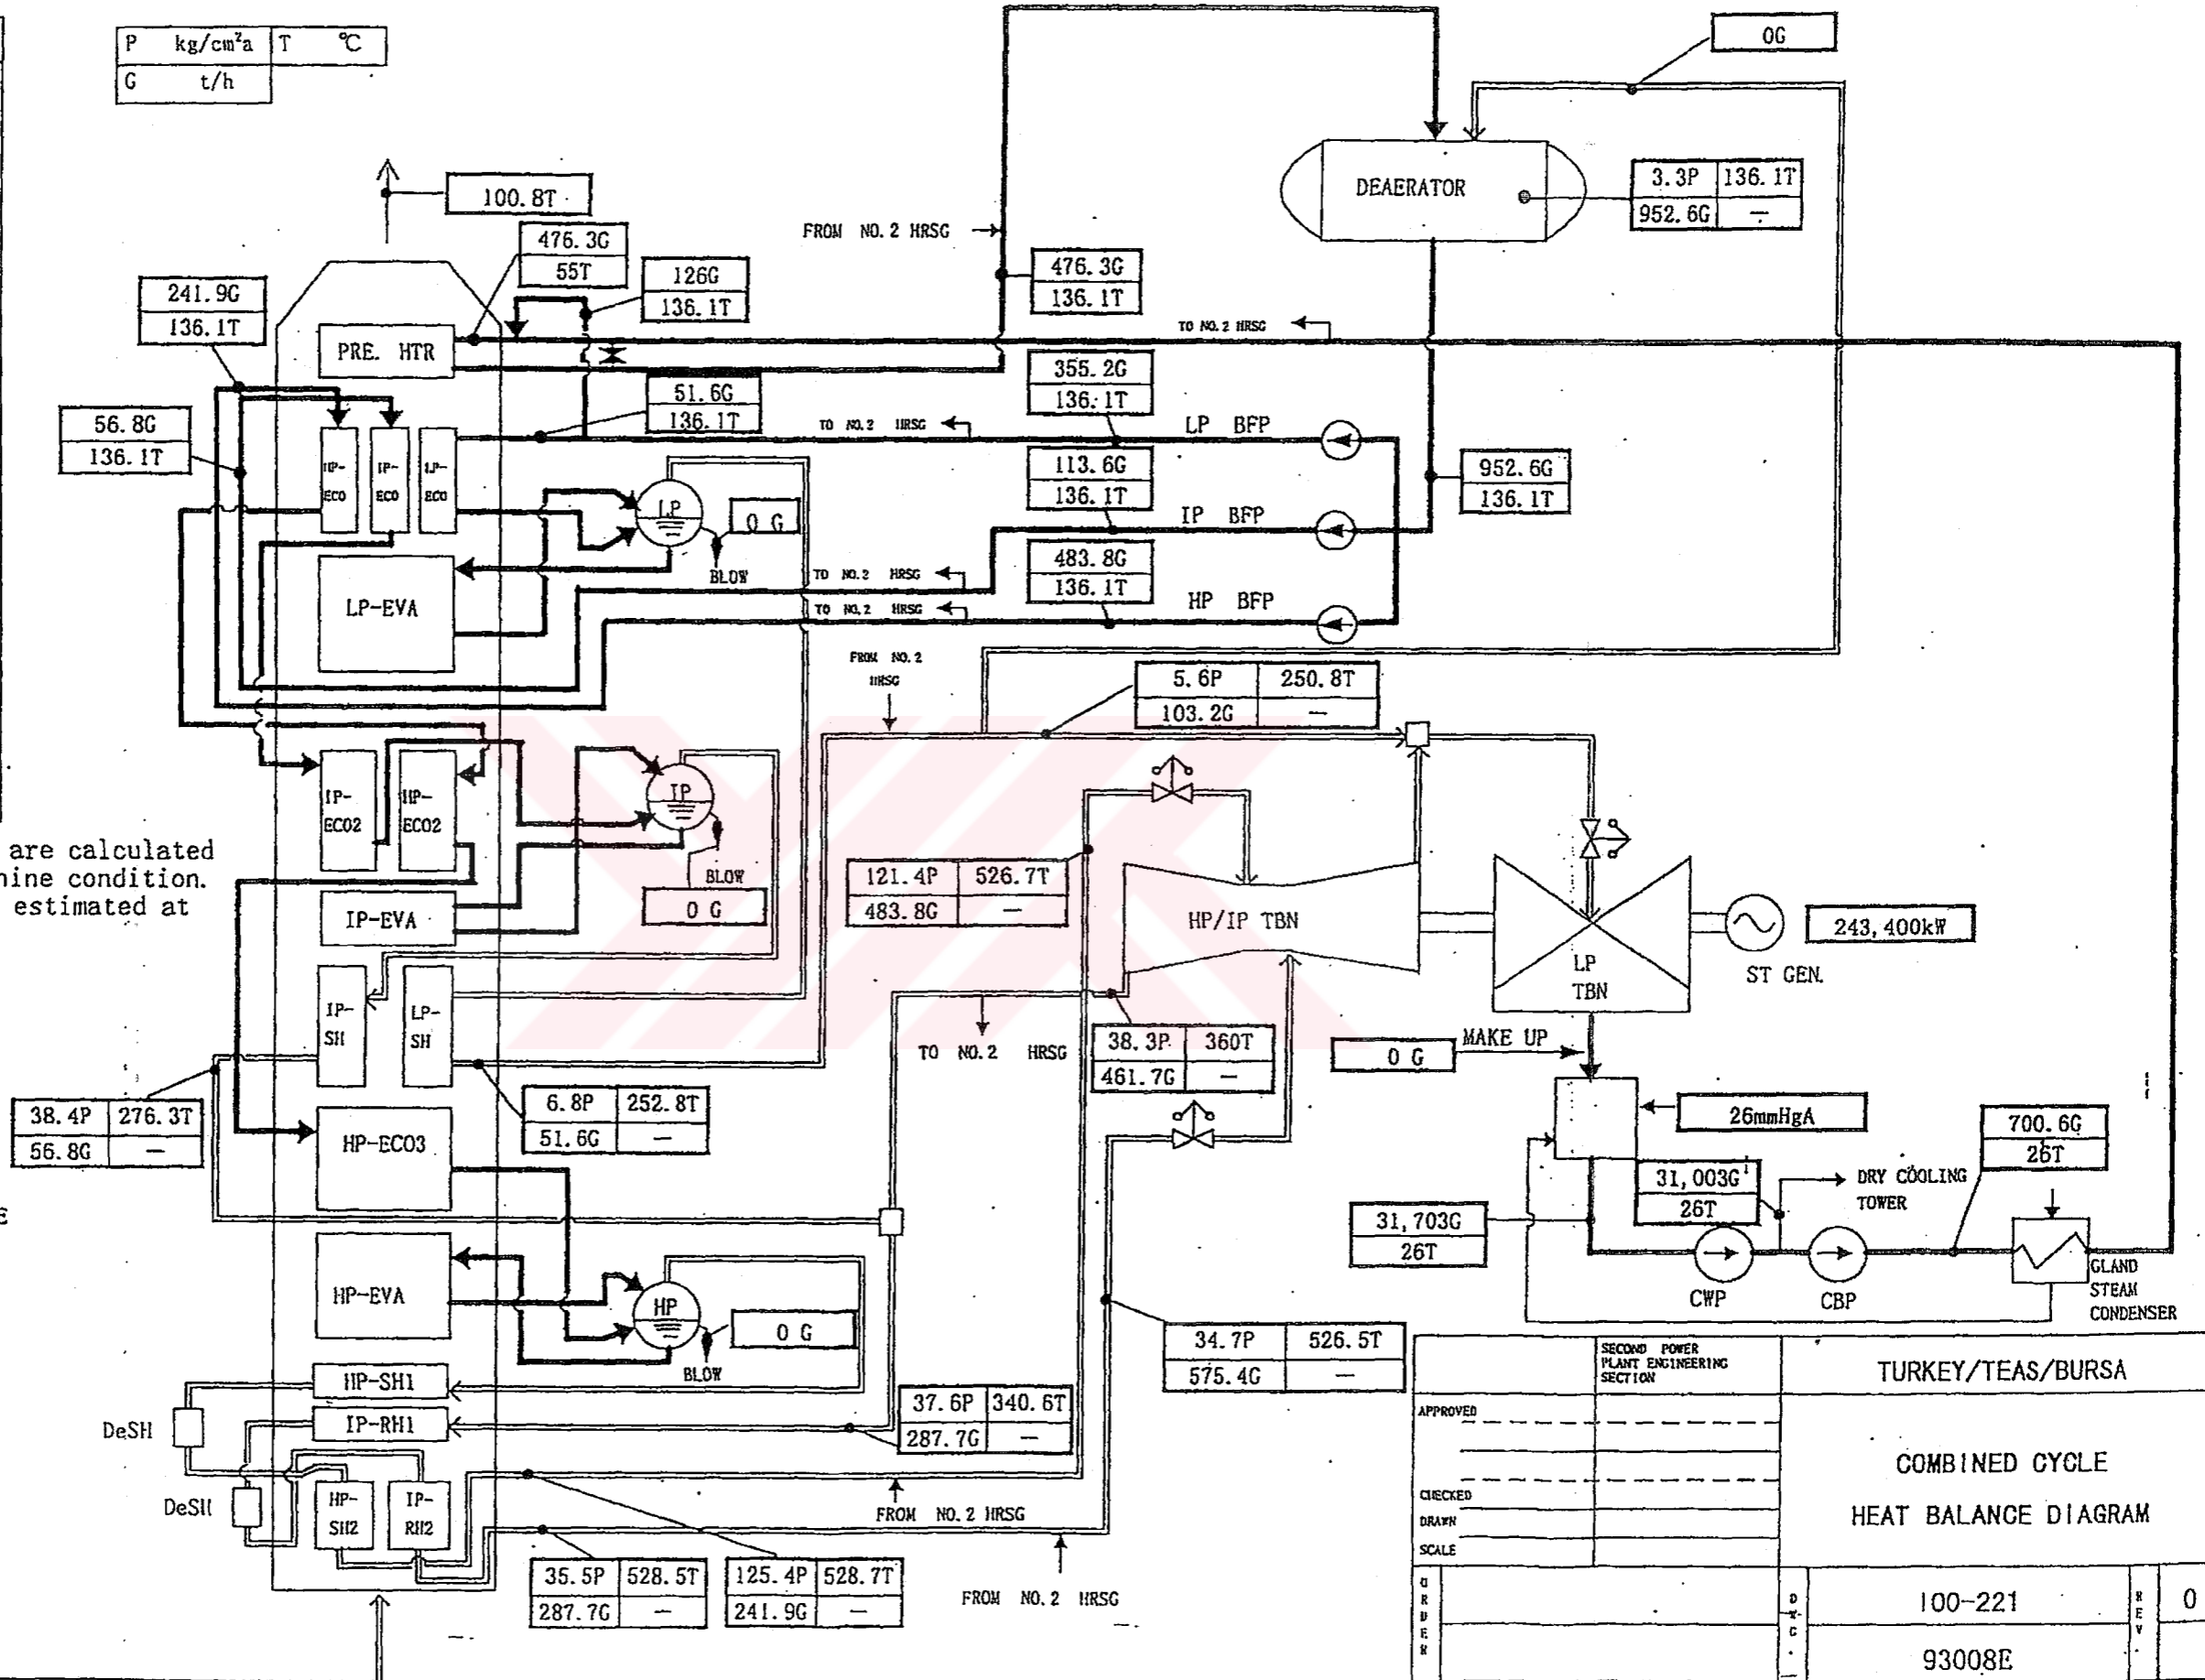 P kg/cm²a T °C
G t/h
0G
DEAERATOR
3.3P 136.1T
952.6G —
100.8T
FROM NO.2 HRSG
476.3G
55T
126G
136.1T
476.3G
136.1T
241.9G
136.1T
PRE. HTR
TO NO.2 HRSG
51.6G
136.1T
355.2G
136.1T
56.8G
136.1T
TO NO.2 HRSG
LP BFP
HP-
ECO
IP-
ECO
LP-
ECO
LP
0 G
BLOW
113.6G
136.1T
IP BFP
952.6G
136.1T
LP-EVA
TO NO.2 HRSG
483.8G
136.1T
TO NO.2 HRSG
HP BFP
FROM NO.2
HRSG
5.6P 250.8T
103.2G —
IP-
ECO2
HP-
ECO2
IP
BLOW
0 G
are calculated
condition.
estimated at
IP-EVA
121.4P 526.7T
483.8G —
HP/IP TBN
LP
TBN
ST GEN.
243,400kW
IP-
SH
LP-
SH
TO NO.2 HRSG
38.3P 360T
461.7G —
MAKE UP
0 G
26mmHgA
38.4P 276.3T
56.8G —
6.8P 252.8T
51.6G —
HP-ECO3
700.6G
26T
31,003G
26T
DRY COOLING
TOWER
31,703G
26T
CWP
CBP
GLAND
STEAM
CONDENSER
E
HP-EVA
HP
0 G
BLOW
34.7P 526.5T
575.4G —
HP-SH1
IP-RH1
DeSH
DeSH
37.6P 340.6T
287.7G —
HP-
SH2
IP-
RH2
FROM NO.2 HRSG
35.5P 528.5T
287.7G —
125.4P 528.7T
241.9G —
FROM NO.2 HRSG
SECOND POWER
PLANT ENGINEERING
SECTION
TURKEY/TEAS/BURSA
APPROVED
CHECKED
DRAWN
SCALE
COMBINED CYCLE
HEAT BALANCE DIAGRAM
ORDER
DWG.
100-221
93008E
REV.
0